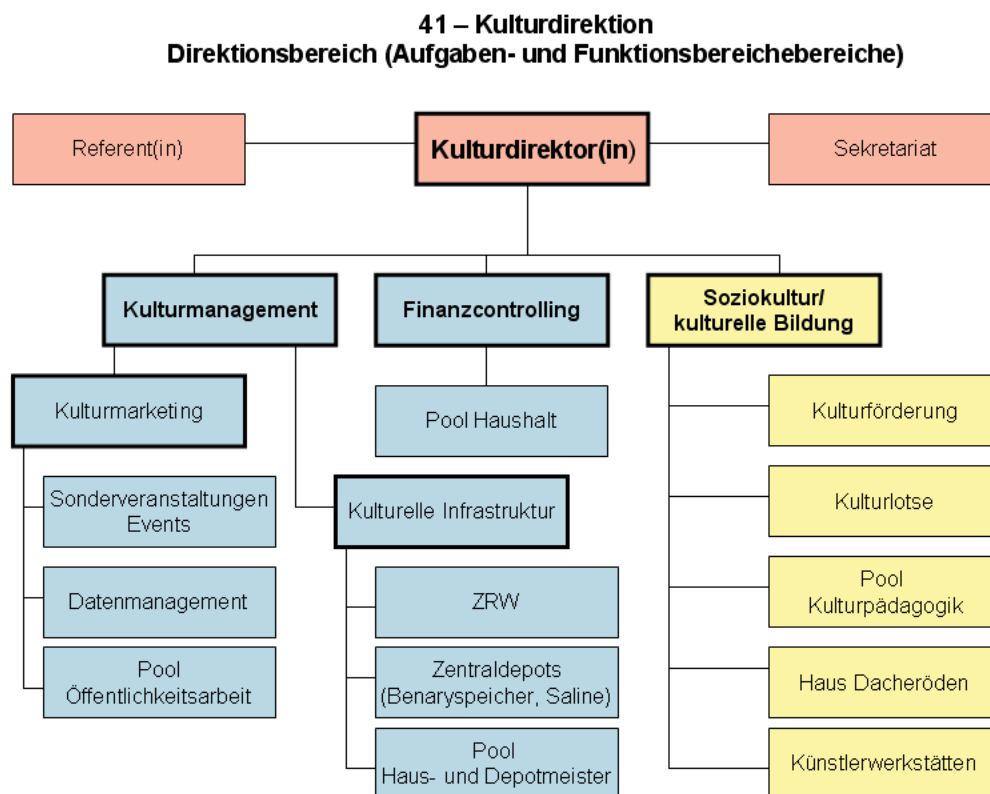 41 – Kulturdirektion
Direktionsbereich (Aufgaben- und Funktionsbereichebereiche)
Referent(in)
Kulturdirektor(in)
Sekretariat
Kulturmanagement
Finanzcontrolling
Soziokultur/
kulturelle Bildung
Kulturmarketing
Pool Haushalt
Kulturförderung
Sonderveranstaltungen
Events
Kulturelle Infrastruktur
Kulturlotse
Datenmanagement
ZRW
Pool
Kulturpädagogik
Pool
Öffentlichkeitsarbeit
Zentraldepots
(Benaryspeicher, Saline)
Haus Dacheröden
Pool
Haus- und Depotmeister
Künstlerwerkstätten